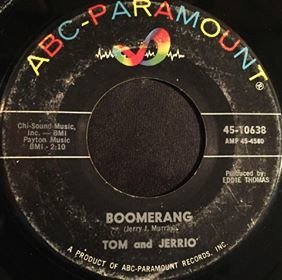 ABC-PARAMOUNT
Chi-Sound Music,
Inc. — BMI
Payton Music
BMI - 2:10
45-10638
AMP 45-4580
Produced by:
EDDIE THOMAS
BOOMERANG
(Jerry J. Murray)
TOM and JERRIO
A PRODUCT OF ABC-PARAMOUNT RECORDS, INC.